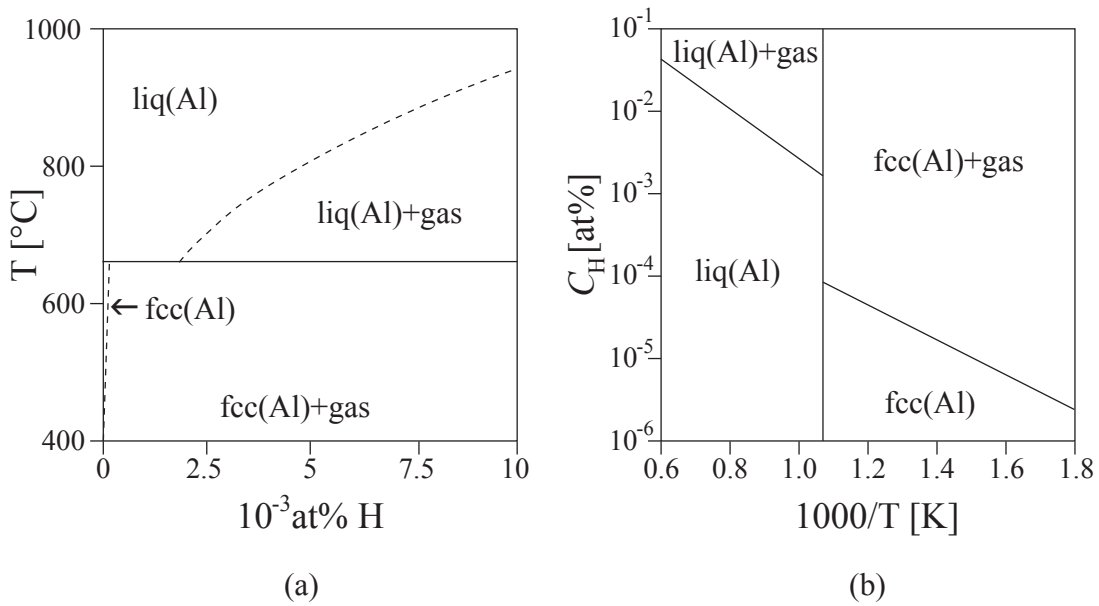 1000
800
600
400
T [°C]
liq(Al)
liq(Al)+gas
← fcc(Al)
fcc(Al)+gas
0
2.5
5
7.5
10
10⁻³at% H
(a)
10⁻¹
10⁻²
10⁻³
10⁻⁴
10⁻⁵
10⁻⁶
C_H [at%]
liq(Al)+gas
fcc(Al)+gas
liq(Al)
fcc(Al)
0.6
0.8
1.0
1.2
1.4
1.6
1.8
1000/T [K]
(b)